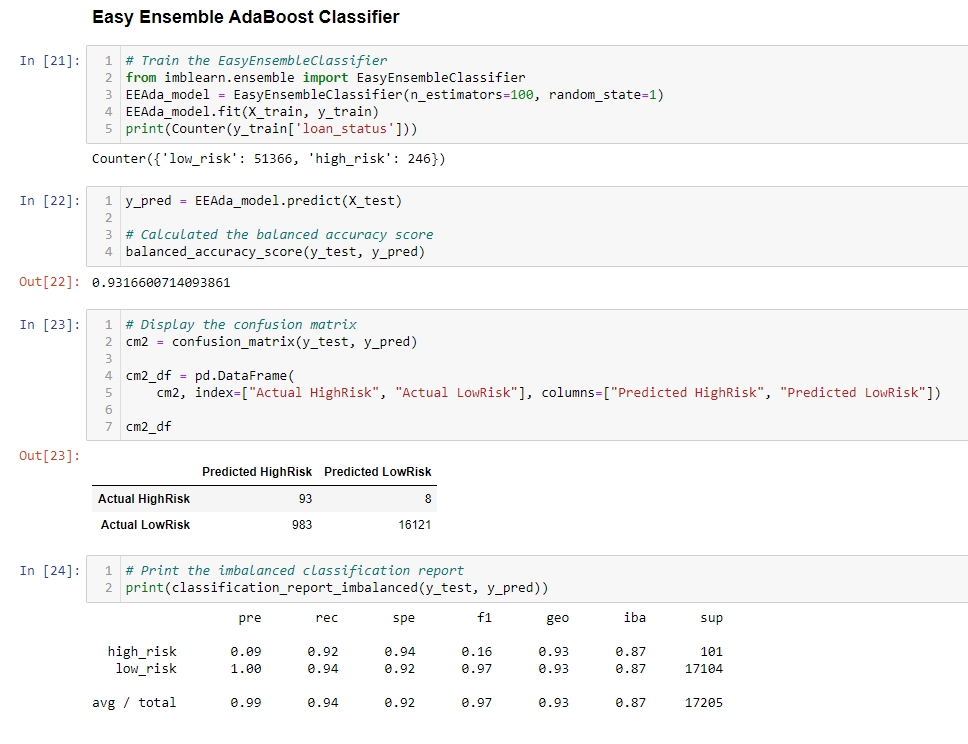 Easy Ensemble AdaBoost Classifier
In [21]:
1 # Train the EasyEnsembleClassifier
2 from imblearn.ensemble import EasyEnsembleClassifier
3 EEAda_model = EasyEnsembleClassifier(n_estimators=100, random_state=1)
4 EEAda_model.fit(X_train, y_train)
5 print(Counter(y_train['loan_status']))
Counter({'low_risk': 51366, 'high_risk': 246})
In [22]:
1 y_pred = EEAda_model.predict(X_test)
2
3 # Calculated the balanced accuracy score
4 balanced_accuracy_score(y_test, y_pred)
Out[22]: 0.9316600714093861
In [23]:
1 # Display the confusion matrix
2 cm2 = confusion_matrix(y_test, y_pred)
3
4 cm2_df = pd.DataFrame(
5     cm2, index=["Actual HighRisk", "Actual LowRisk"], columns=["Predicted HighRisk", "Predicted LowRisk"])
6
7 cm2_df
Out[23]:
Predicted HighRisk Predicted LowRisk
Actual HighRisk 93 8
Actual LowRisk 983 16121
In [24]:
1 # Print the imbalanced classification report
2 print(classification_report_imbalanced(y_test, y_pred))
pre rec spe f1 geo iba sup
high_risk 0.09 0.92 0.94 0.16 0.93 0.87 101
low_risk 1.00 0.94 0.92 0.97 0.93 0.87 17104
avg / total 0.99 0.94 0.92 0.97 0.93 0.87 17205